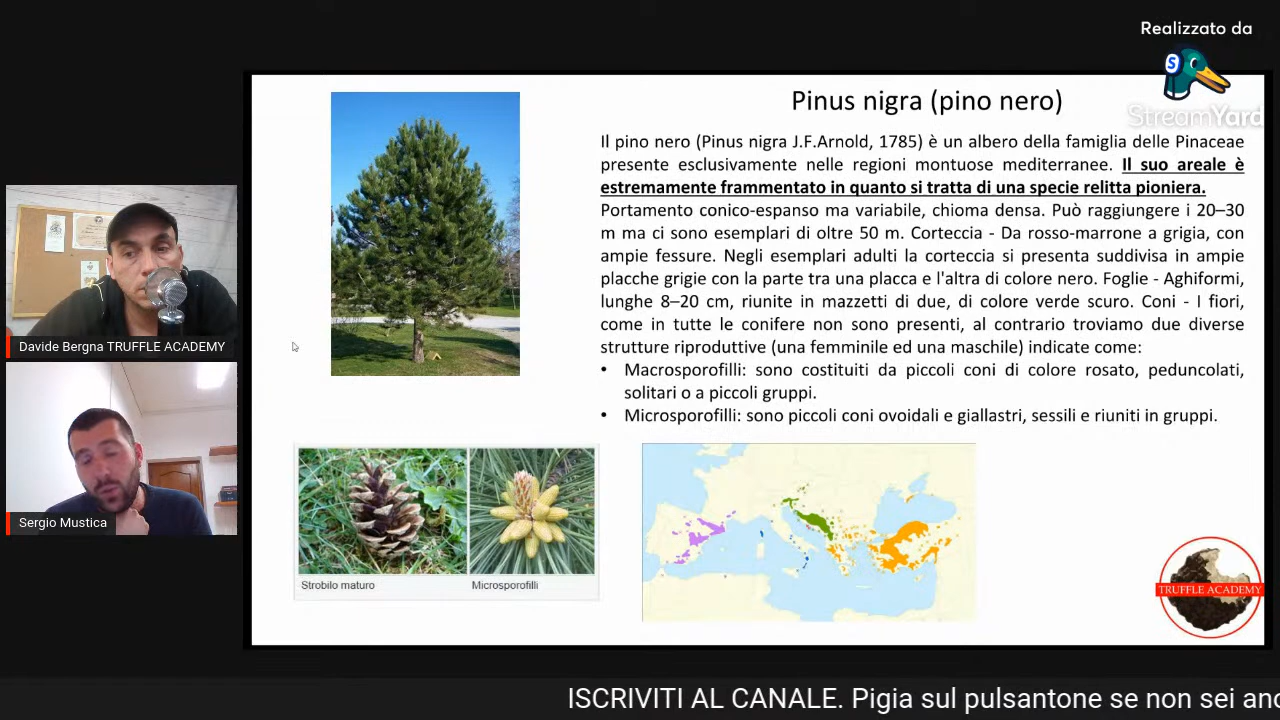 Realizzato da
StreamYard
Pinus nigra (pino nero)
Il pino nero (Pinus nigra J.F.Arnold, 1785) è un albero della famiglia delle Pinaceae
presente esclusivamente nelle regioni montuose mediterranee. Il suo areale è
estremamente frammentato in quanto si tratta di una specie relitta pioniera.
Portamento conico-espanso ma variabile, chioma densa. Può raggiungere i 20–30
m ma ci sono esemplari di oltre 50 m. Corteccia - Da rosso-marrone a grigia, con
ampie fessure. Negli esemplari adulti la corteccia si presenta suddivisa in ampie
placche grigie con la parte tra una placca e l'altra di colore nero. Foglie - Aghiformi,
lunghe 8–20 cm, riunite in mazzetti di due, di colore verde scuro. Coni - I fiori,
come in tutte le conifere non sono presenti, al contrario troviamo due diverse
strutture riproduttive (una femminile ed una maschile) indicate come:
• Macrosporofilli: sono costituiti da piccoli coni di colore rosato, peduncolati,
solitari o a piccoli gruppi.
• Microsporofilli: sono piccoli coni ovoidali e giallastri, sessili e riuniti in gruppi.
Davide Bergna TRUFFLE ACADEMY
Sergio Mustica
Strobilo maturo
Microsporofilli
TRUFFLE ACADEMY
ISCRIVITI AL CANALE. Pigia sul pulsantone se non sei anc